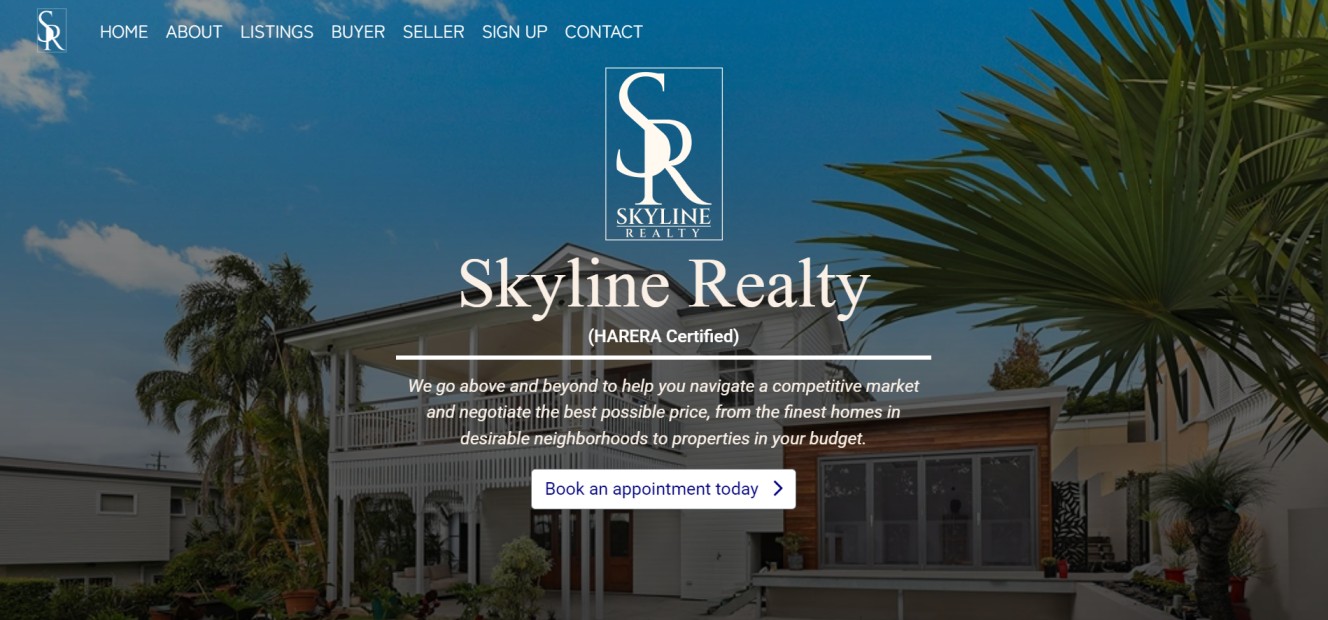 SR
HOME ABOUT LISTINGS BUYER SELLER SIGN UP CONTACT
SR
SKYLINE
REALTY
Skyline Realty
(HARERA Certified)
We go above and beyond to help you navigate a competitive market
and negotiate the best possible price, from the finest homes in
desirable neighborhoods to properties in your budget.
Book an appointment today